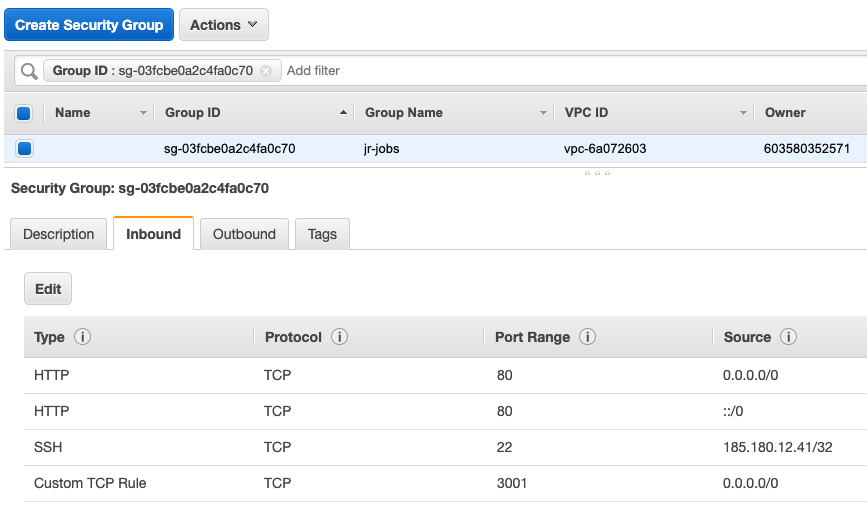 Create Security Group Actions
Group ID : sg-03fcbe0a2c4fa0c70 Add filter
Name Group ID Group Name VPC ID Owner
sg-03fcbe0a2c4fa0c70 jr-jobs vpc-6a072603 603580352571
Security Group: sg-03fcbe0a2c4fa0c70
Description Inbound Outbound Tags
Edit
Type Protocol Port Range Source
HTTP TCP 80 0.0.0.0/0
HTTP TCP 80 ::/0
SSH TCP 22 185.180.12.41/32
Custom TCP Rule TCP 3001 0.0.0.0/0